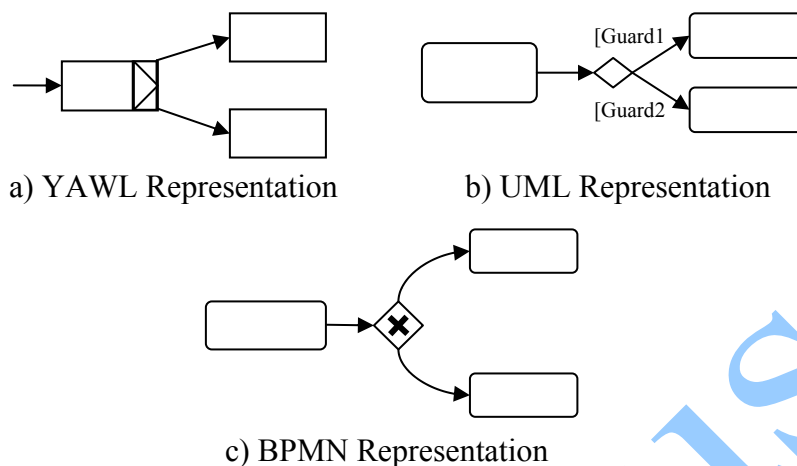 [Guard1
[Guard2
a) YAWL Representation
b) UML Representation
c) BPMN Representation